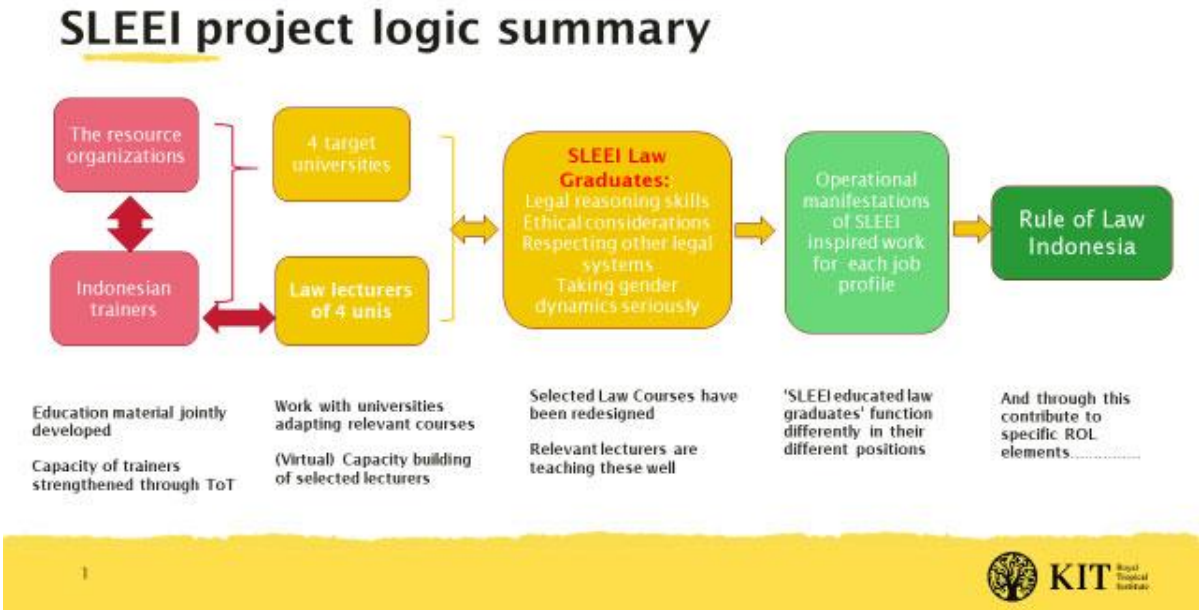 SLEEI project logic summary
The resource
organizations
Indonesian
trainers
4 target
universities
Law lecturers
of 4 unis
SLEEI Law
Graduates:
Legal reasoning skills
Ethical considerations
Respecting other legal
systems
Taking gender
dynamics seriously
Operational
manifestations
of SLEEI
inspired work
for each job
profile
Rule of Law
Indonesia
Education material jointly
developed
Capacity of trainers
strengthened through ToT
Work with universities
adapting relevant courses
(Virtual) Capacity building
of selected lecturers
Selected Law Courses have
been redesigned
Relevant lecturers are
teaching these well
'SLEEI educated law
graduates' function
differently in their
different positions
And through this
contribute to
specific ROL
elements................
1
KIT
Royal
Tropical
Institute